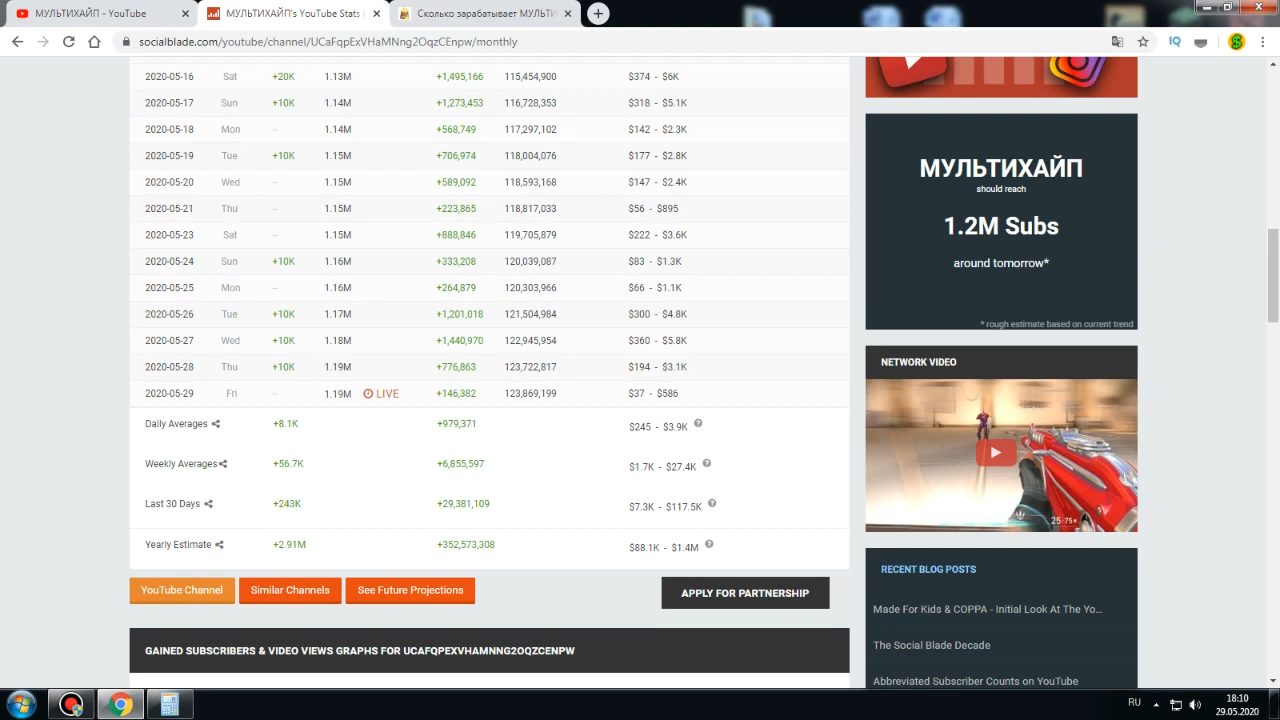 МУЛЬТИХАЙП - YouTube
МУЛЬТИХАЙП's YouTube Stats (
Сколько зарабатывает МУЛЬТИ
socialblade.com/youtube/channel/UCaFqpExVHaMNng2OqzCEnpw/monthly
IQ
2020-05-16 Sat +20K 1.13M +1,495,166 115,454,900 $374 - $6K
2020-05-17 Sun +10K 1.14M +1,273,453 116,728,353 $318 - $5.1K
2020-05-18 Mon -- 1.14M +568,749 117,297,102 $142 - $2.3K
2020-05-19 Tue +10K 1.15M +706,974 118,004,076 $177 - $2.8K
2020-05-20 Wed -- 1.15M +589,092 118,593,168 $147 - $2.4K
2020-05-21 Thu -- 1.15M +223,865 118,817,033 $56 - $895
2020-05-23 Sat -- 1.15M +888,846 119,705,879 $222 - $3.6K
2020-05-24 Sun +10K 1.16M +333,208 120,039,087 $83 - $1.3K
2020-05-25 Mon -- 1.16M +264,879 120,303,966 $66 - $1.1K
2020-05-26 Tue +10K 1.17M +1,201,018 121,504,984 $300 - $4.8K
2020-05-27 Wed +10K 1.18M +1,440,970 122,945,954 $360 - $5.8K
2020-05-28 Thu +10K 1.19M +776,863 123,722,817 $194 - $3.1K
2020-05-29 Fri -- 1.19M LIVE +146,382 123,869,199 $37 - $586
Daily Averages +8.1K +979,371 $245 - $3.9K
Weekly Averages +56.7K +6,855,597 $1.7K - $27.4K
Last 30 Days +243K +29,381,109 $7.3K - $117.5K
Yearly Estimate +2.91M +352,573,308 $88.1K - $1.4M
YouTube Channel
Similar Channels
See Future Projections
APPLY FOR PARTNERSHIP
GAINED SUBSCRIBERS & VIDEO VIEWS GRAPHS FOR UCAFQPEXVHAMNNG2OQZCENPW
МУЛЬТИХАЙП
should reach
1.2M Subs
around tomorrow*
* rough estimate based on current trend
NETWORK VIDEO
25 75
RECENT BLOG POSTS
Made For Kids & COPPA - Initial Look At The Yo...
The Social Blade Decade
Abbreviated Subscriber Counts on YouTube
RU
18:10
29.05.2020